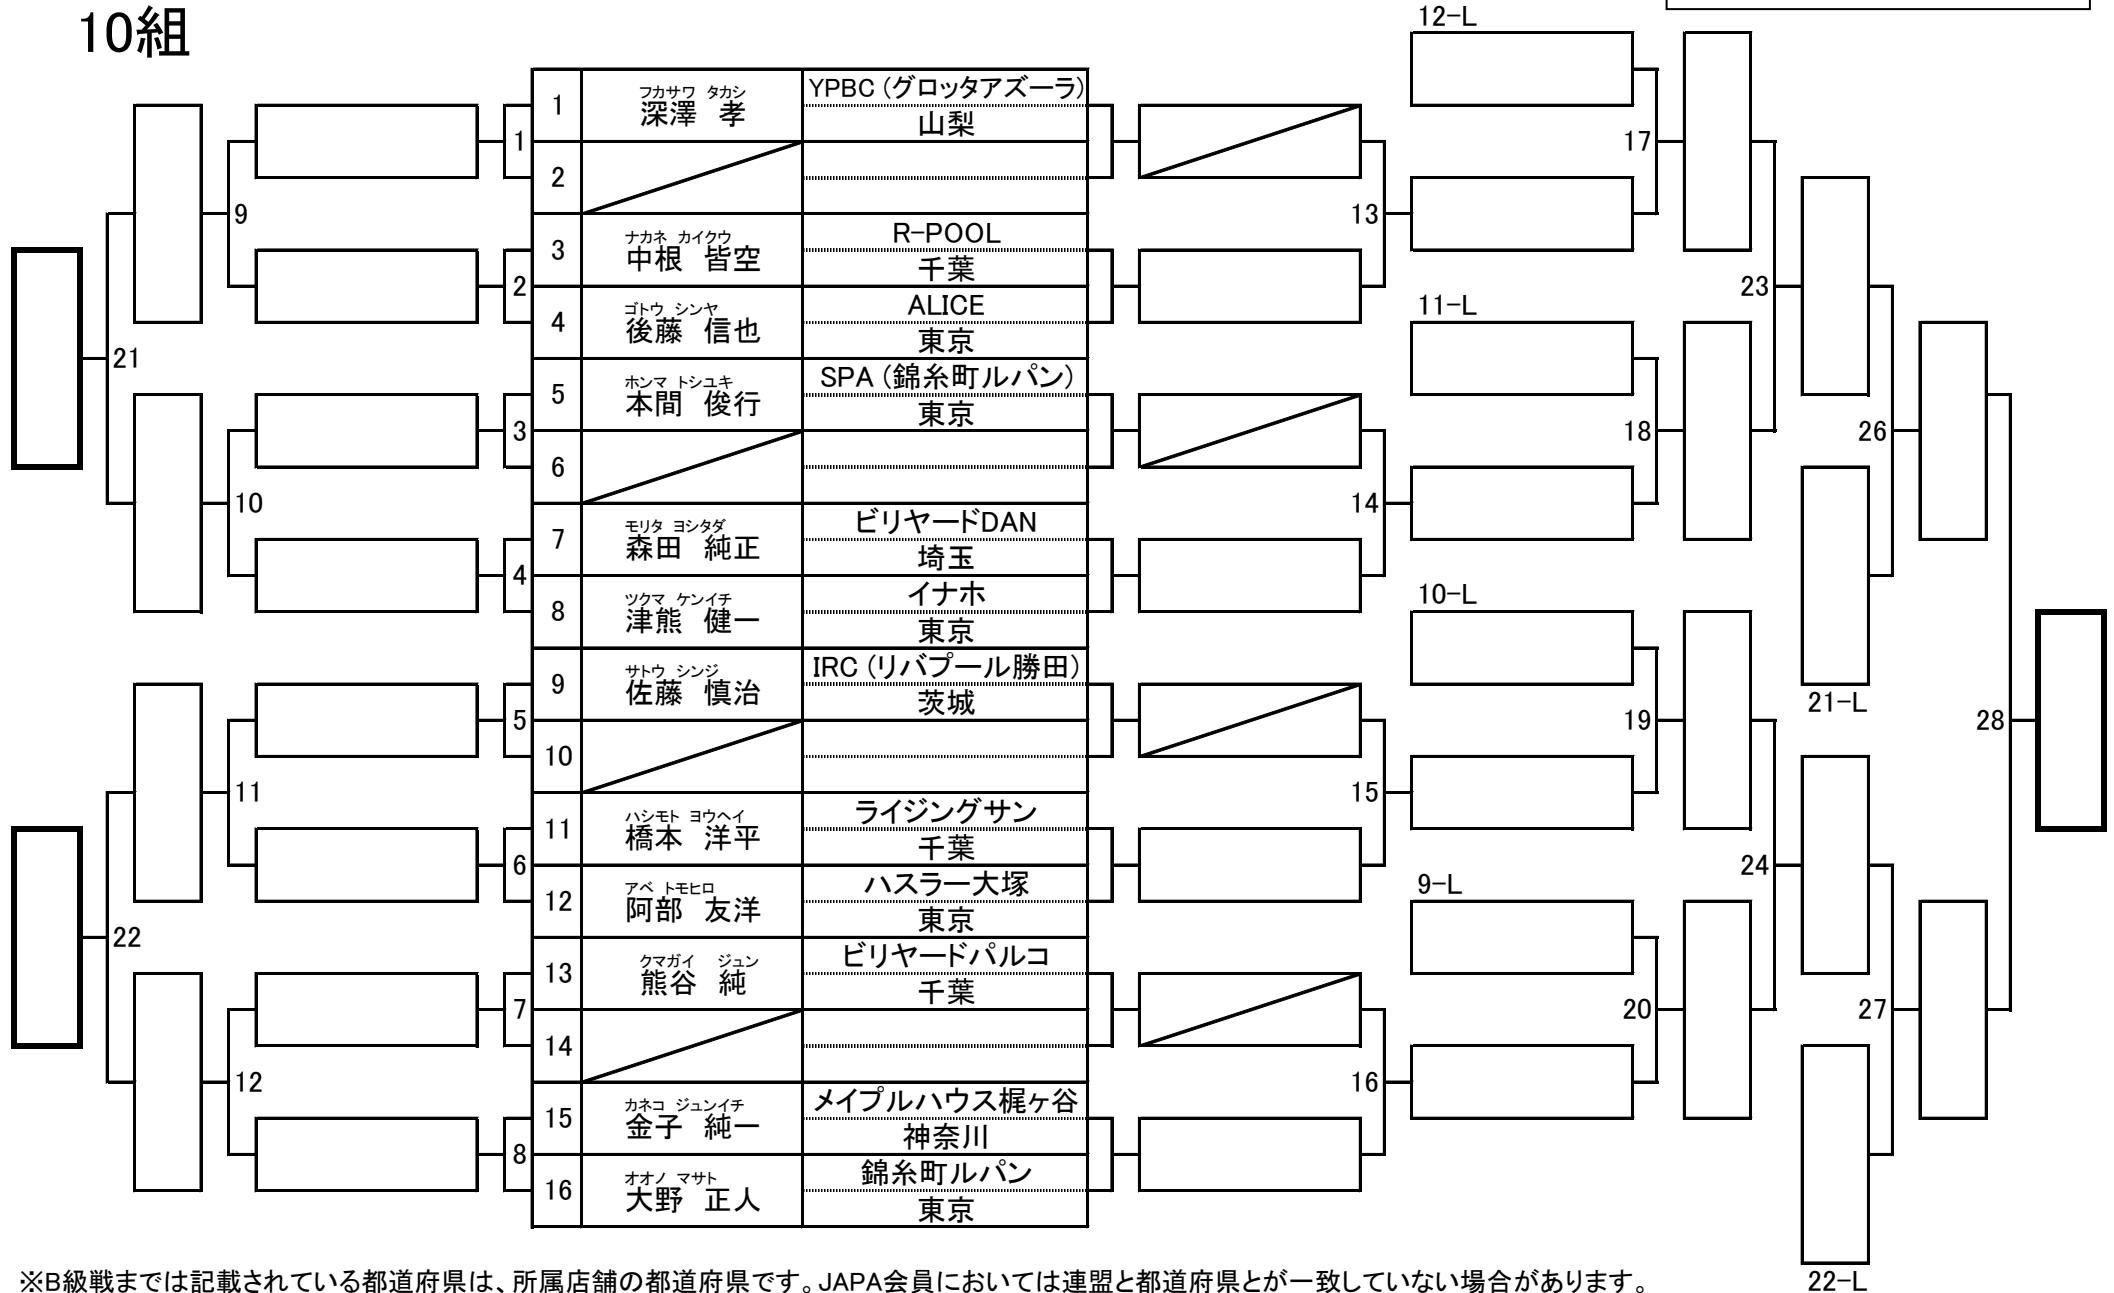 10組
12-L
1
フカサワ タカシ
深澤 孝
YPBC（グロッタアズーラ）
山梨
1
17
2
9
13
3
ナカネ カイクウ
中根 皆空
R-POOL
千葉
2
23
4
ゴトウ シンヤ
後藤 信也
ALICE
東京
11-L
21
5
ホンマ トシユキ
本間 俊行
SPA（錦糸町ルパン）
東京
3
18
26
6
10
14
7
モリタ ヨシタダ
森田 純正
ビリヤードDAN
埼玉
4
8
ツクマ ケンイチ
津熊 健一
イナホ
東京
10-L
9
サトウ シンジ
佐藤 慎治
IRC（リバプール勝田）
茨城
21-L
5
19
28
10
11
15
11
ハシモト ヨウヘイ
橋本 洋平
ライジングサン
千葉
6
24
12
アベ トモヒロ
阿部 友洋
ハスラー大塚
東京
9-L
22
13
クマガイ ジュン
熊谷 純
ビリヤードパルコ
千葉
7
20
27
14
12
16
15
カネコ ジュンイチ
金子 純一
メイプルハウス梶ヶ谷
神奈川
8
16
オオノ マサト
大野 正人
錦糸町ルパン
東京
22-L
※B級戦までは記載されている都道府県は、所属店舗の都道府県です。JAPA会員においては連盟と都道府県とが一致していない場合があります。